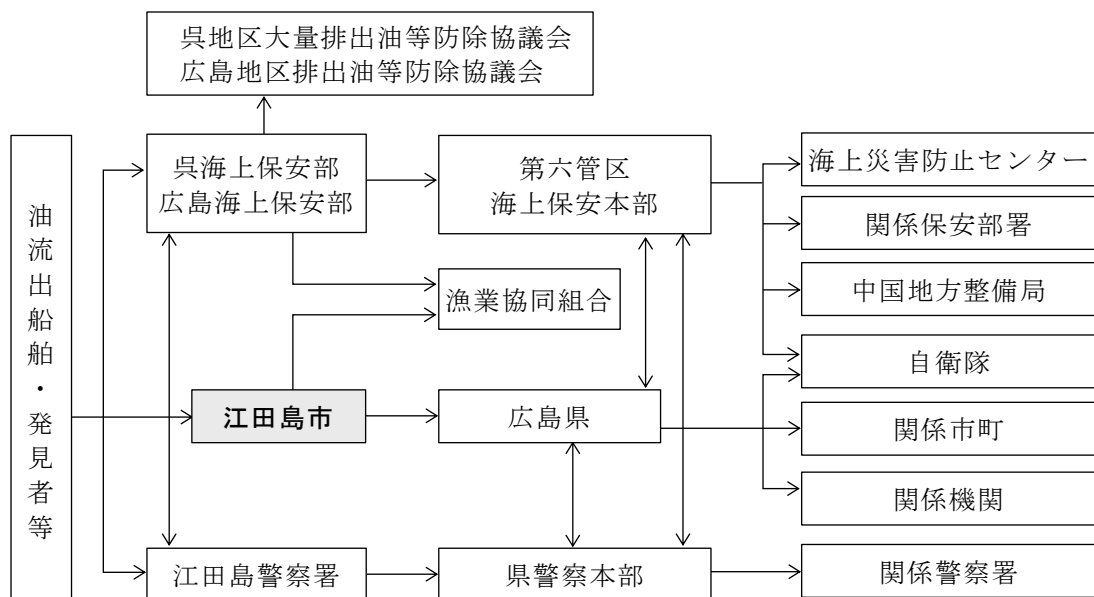 呉地区大量排出油等防除協議会
広島地区排出油等防除協議会
油流出船舶・発見者等
呉海上保安部
広島海上保安部
第六管区
海上保安本部
海上災害防止センター
関係保安部署
中国地方整備局
漁業協同組合
自衛隊
江田島市
広島県
関係市町
関係機関
江田島警察署
県警察本部
関係警察署